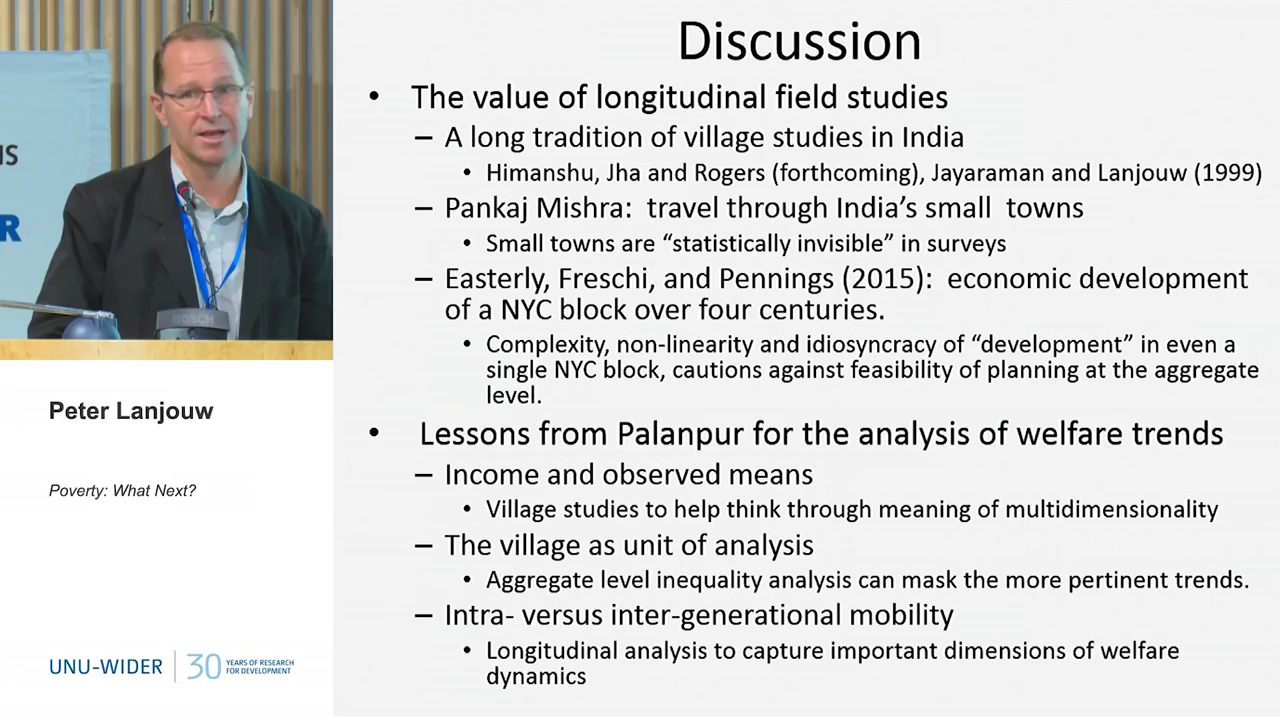 IS
R
BOSCH
Peter Lanjouw
Poverty: What Next?
UNU-WIDER
30 YEARS OF RESEARCH
FOR DEVELOPMENT
Discussion
• The value of longitudinal field studies
– A long tradition of village studies in India
• Himanshu, Jha and Rogers (forthcoming), Jayaraman and Lanjouw (1999)
– Pankaj Mishra: travel through India's small towns
• Small towns are “statistically invisible” in surveys
– Easterly, Freschi, and Pennings (2015): economic development
of a NYC block over four centuries.
• Complexity, non-linearity and idiosyncracy of “development” in even a
single NYC block, cautions against feasibility of planning at the aggregate
level.
• Lessons from Palanpur for the analysis of welfare trends
– Income and observed means
• Village studies to help think through meaning of multidimensionality
– The village as unit of analysis
• Aggregate level inequality analysis can mask the more pertinent trends.
– Intra- versus inter-generational mobility
• Longitudinal analysis to capture important dimensions of welfare
dynamics